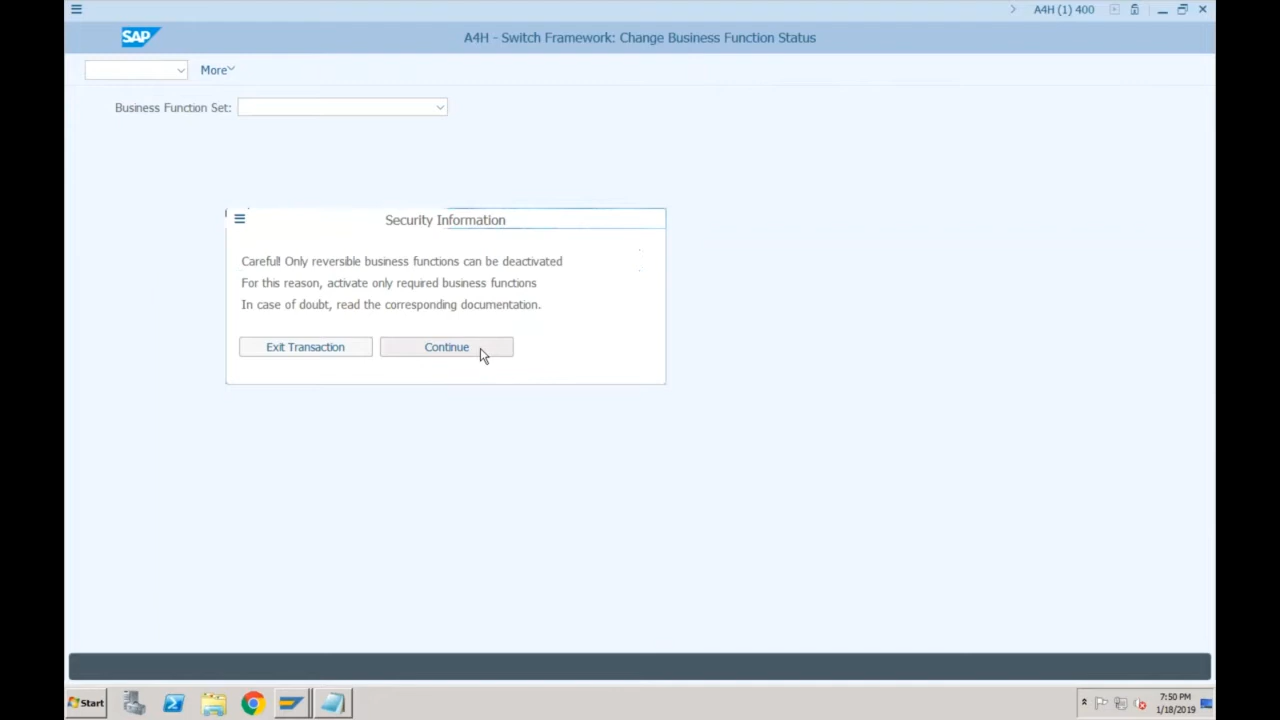 A4H (1) 400
SAP
A4H - Switch Framework: Change Business Function Status
More
Business Function Set:
Security Information
Careful! Only reversible business functions can be deactivated
For this reason, activate only required business functions
In case of doubt, read the corresponding documentation.
Exit Transaction
Continue
Start
7:50 PM
1/18/2019